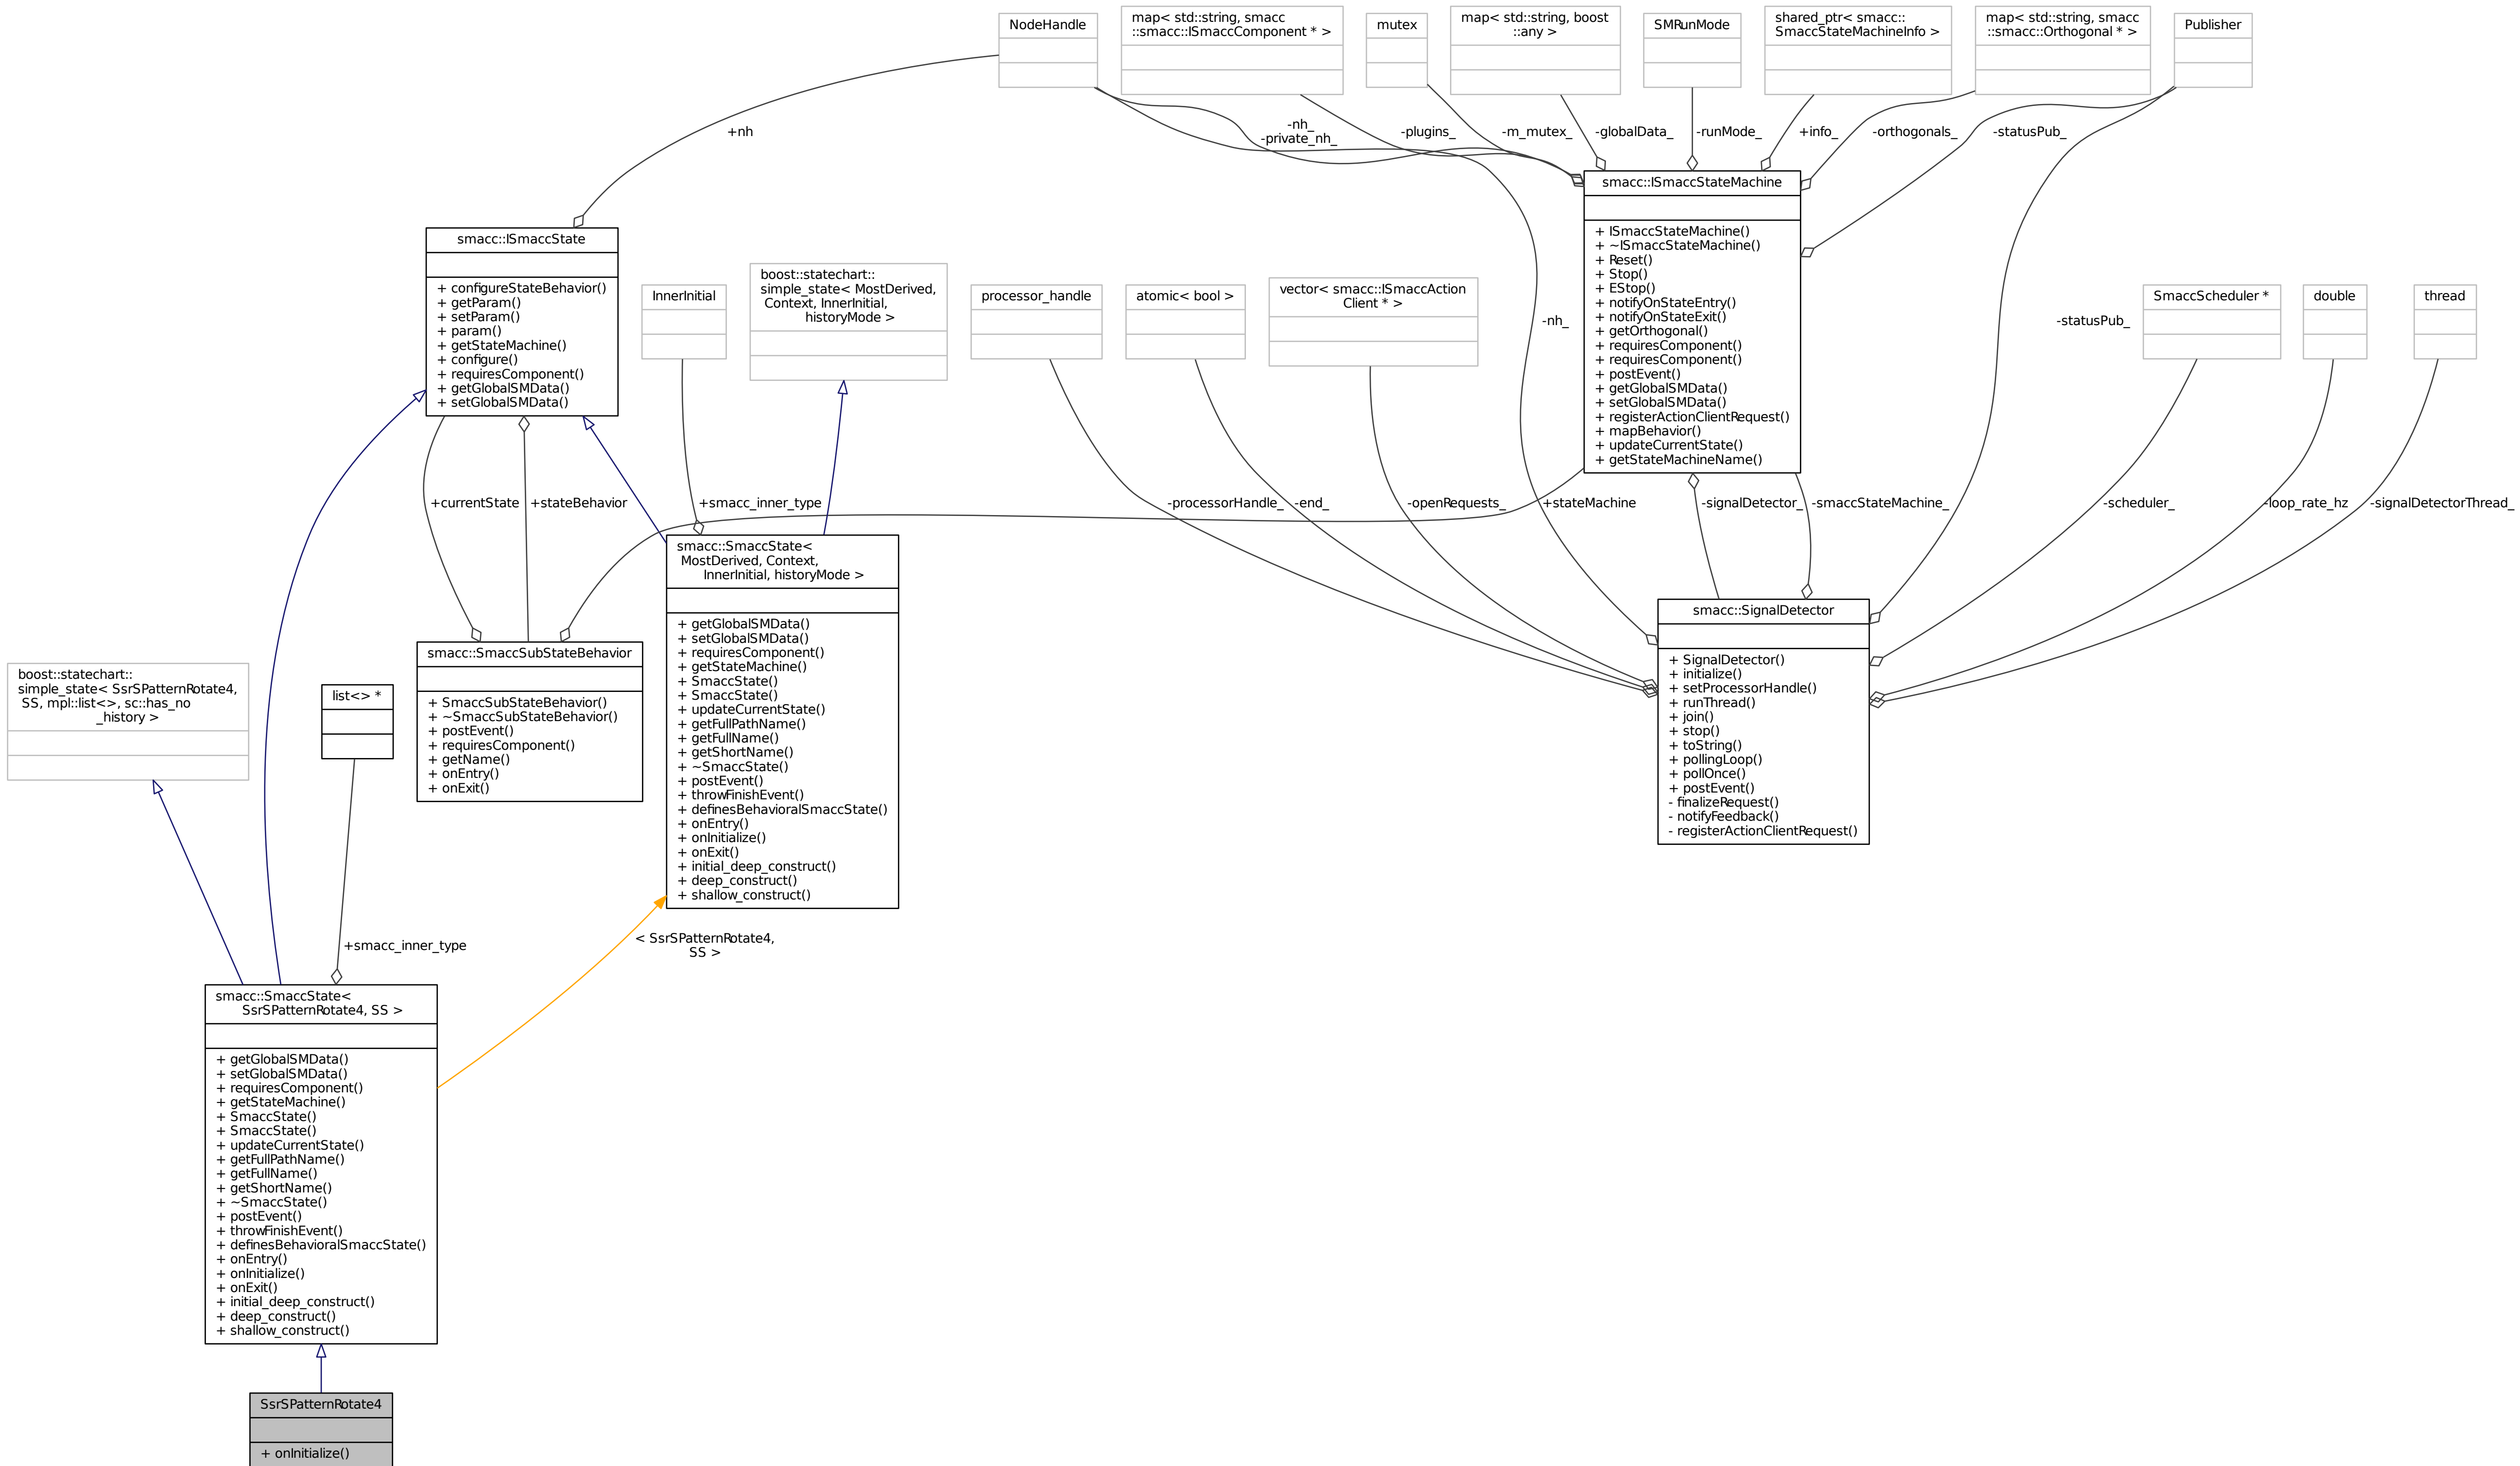 NodeHandle
map< std::string, smacc
::smacc::ISmaccComponent * >
mutex
map< std::string, boost
::any >
SMRunMode
shared_ptr< smacc::
SmaccStateMachineInfo >
map< std::string, smacc
::smacc::Orthogonal * >
Publisher
+nh
-nh_
-private_nh_
-plugins_
-m_mutex_
-globalData_
-runMode_
+info_
-orthogonals_
-statusPub_
smacc::ISmaccStateMachine
+ ISmaccStateMachine()
+ ~ISmaccStateMachine()
+ Reset()
+ Stop()
+ EStop()
+ notifyOnStateEntry()
+ notifyOnStateExit()
+ getOrthogonal()
+ requiresComponent()
+ requiresComponent()
+ postEvent()
+ getGlobalSMData()
+ setGlobalSMData()
+ registerActionClientRequest()
+ mapBehavior()
+ updateCurrentState()
+ getStateMachineName()
smacc::ISmaccState
+ configureStateBehavior()
+ getParam()
+ setParam()
+ param()
+ getStateMachine()
+ configure()
+ requiresComponent()
+ getGlobalSMData()
+ setGlobalSMData()
InnerInitial
boost::statechart::
simple_state< MostDerived,
Context, InnerInitial,
historyMode >
processor_handle
atomic< bool >
vector< smacc::ISmaccAction
Client * >
-nh_
-statusPub_
SmaccScheduler *
double
thread
+currentState
+stateBehavior
+smacc_inner_type
-processorHandle_
-end_
-openRequests_
+stateMachine
-signalDetector_
-smaccStateMachine_
-scheduler_
-loop_rate_hz
-signalDetectorThread_
smacc::SmaccState<
MostDerived, Context,
InnerInitial, historyMode >
+ getGlobalSMData()
+ setGlobalSMData()
+ requiresComponent()
+ getStateMachine()
+ SmaccState()
+ SmaccState()
+ updateCurrentState()
+ getFullPathName()
+ getFullName()
+ getShortName()
+ ~SmaccState()
+ postEvent()
+ throwFinishEvent()
+ definesBehavioralSmaccState()
+ onEntry()
+ onInitialize()
+ onExit()
+ initial_deep_construct()
+ deep_construct()
+ shallow_construct()
smacc::SignalDetector
+ SignalDetector()
+ initialize()
+ setProcessorHandle()
+ runThread()
+ join()
+ stop()
+ toString()
+ pollingLoop()
+ pollOnce()
+ postEvent()
- finalizeRequest()
- notifyFeedback()
- registerActionClientRequest()
smacc::SmaccSubStateBehavior
+ SmaccSubStateBehavior()
+ ~SmaccSubStateBehavior()
+ postEvent()
+ requiresComponent()
+ getName()
+ onEntry()
+ onExit()
boost::statechart::
simple_state< SsrSPatternRotate4,
SS, mpl::list<>, sc::has_no
_history >
list<> *
+smacc_inner_type
< SsrSPatternRotate4,
SS >
smacc::SmaccState<
SsrSPatternRotate4, SS >
+ getGlobalSMData()
+ setGlobalSMData()
+ requiresComponent()
+ getStateMachine()
+ SmaccState()
+ SmaccState()
+ updateCurrentState()
+ getFullPathName()
+ getFullName()
+ getShortName()
+ ~SmaccState()
+ postEvent()
+ throwFinishEvent()
+ definesBehavioralSmaccState()
+ onEntry()
+ onInitialize()
+ onExit()
+ initial_deep_construct()
+ deep_construct()
+ shallow_construct()
SsrSPatternRotate4
+ onInitialize()